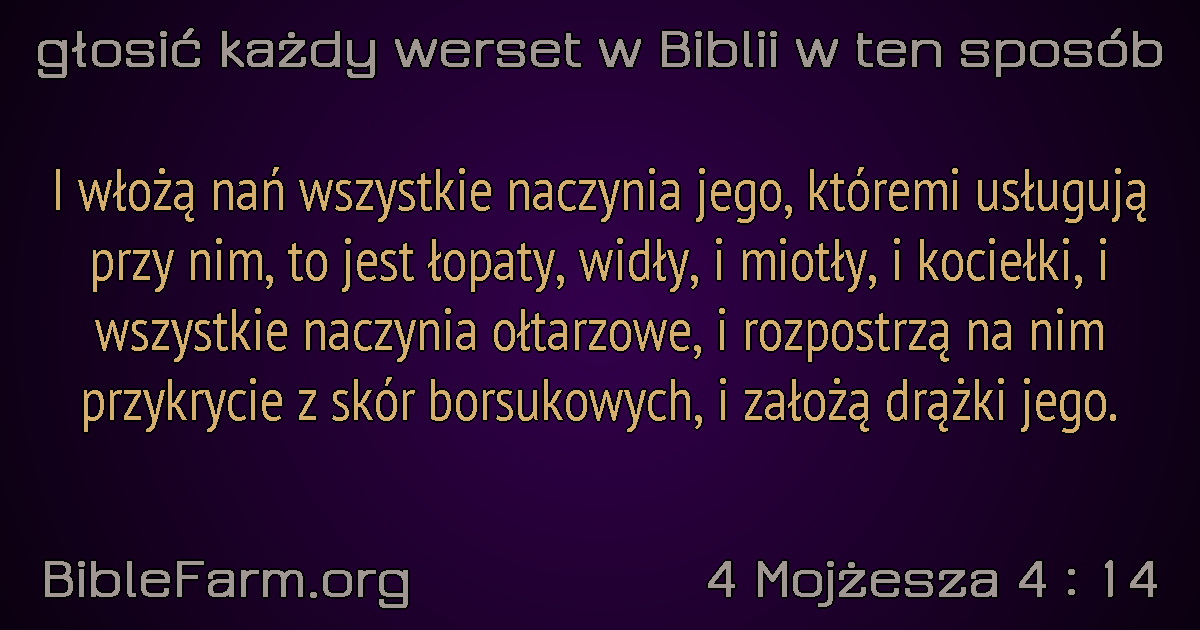 głosić każdy werset w Biblii w ten sposób
I włożą nań wszystkie naczynia jego, któremi usługują
przy nim, to jest łopaty, widły, i miotły, i kociełki, i
wszystkie naczynia ołtarzowe, i rozpostrzą na nim
przykrycie z skór borsukowych, i założą drążki jego.
BibleFarm.org
4 Mojżesza 4 : 14